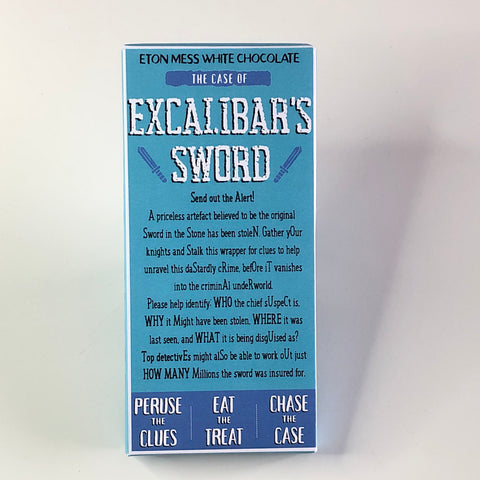 ETON MESS WHITE CHOCOLATE
THE CASE OF
EXCALIBAR'S
SWORD
Send out the Alert!
A priceless artefact believed to be the original
Sword in the Stone has been stoleN. Gather yOur
knights and Stalk this wrapper for clues to help
unravel this daStardly cRime, befOre iT vanishes
into the criminAl undeRworld.
Please help identify: WHO the chief sUspeCt is,
WHY it Might have been stolen, WHERE it was
last seen, and WHAT it is being disgUised as?
Top detectivEs might alSo be able to work oUt just
HOW MANY Millions the sword was insured for.
PERUSE
THE
CLUES
EAT
THE
TREAT
CHASE
THE
CASE